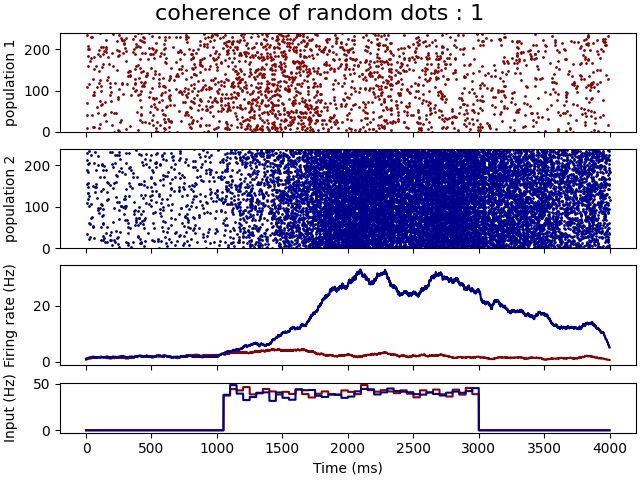 coherence of random dots : 1
population 1
200
100
0
population 2
200
100
0
Firing rate (Hz)
20
0
Input (Hz)
50
0
0 500 1000 1500 2000 2500 3000 3500 4000
Time (ms)